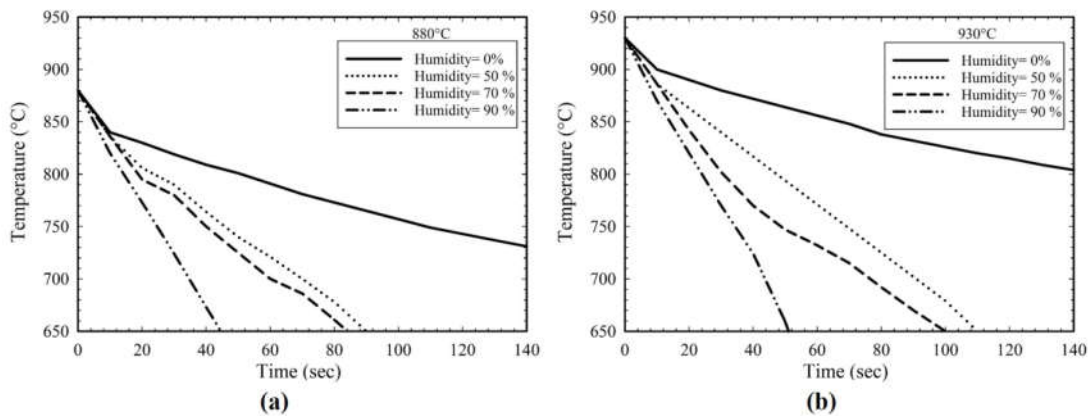 880°C
Humidity= 0%
Humidity= 50 %
Humidity= 70 %
Humidity= 90 %
Temperature (°C)
950
900
850
800
750
700
650
0 20 40 60 80 100 120 140
Time (sec)
(a)
930°C
Humidity= 0%
Humidity= 50 %
Humidity= 70 %
Humidity= 90 %
Temperature (°C)
950
900
850
800
750
700
650
0 20 40 60 80 100 120 140
Time (sec)
(b)